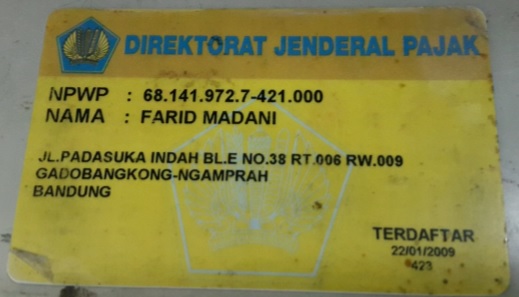 DIREKTORAT JENDERAL PAJAK
NPWP : 68.141.972.7-421.000
NAMA : FARID MADANI
JL.PADASUKA INDAH BL.E NO.38 RT.006 RW.009
GADOBANGKONG-NGAMPRAH
BANDUNG
TERDAFTAR
22/01/2009
423